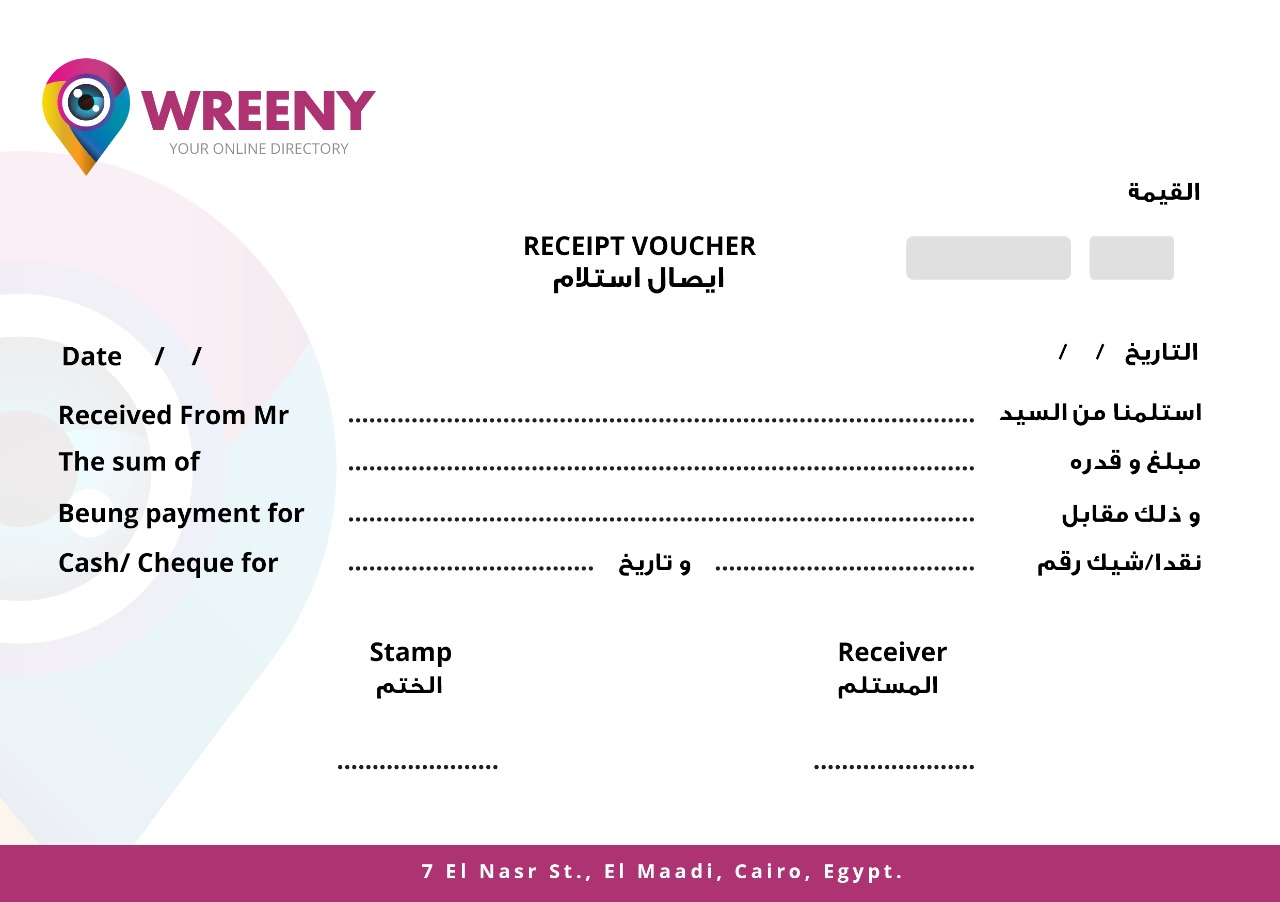 WREENY
YOUR ONLINE DIRECTORY
القيمة
RECEIPT VOUCHER
ايصال استلام
Date / / / / التاريخ
Received From Mr ........................................................................................... استلمنا من السيد
The sum of ........................................................................................... مبلغ و قدره
Beung payment for ........................................................................................... و ذلك مقابل
Cash/ Cheque for .................................... و تاريخ ...................................... نقدا/شيك رقم
Stamp Receiver
الختم المستلم
....................... .......................
7 El Nasr St., El Maadi, Cairo, Egypt.